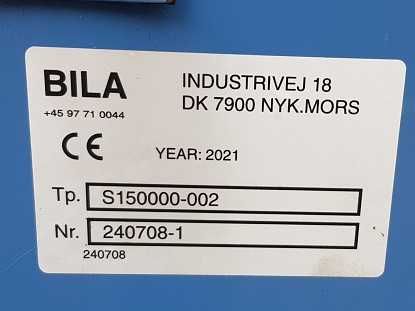 BILA
+45 97 71 0044
INDUSTRIVEJ 18
DK 7900 NYK.MORS
CE
YEAR: 2021
Tp. S150000-002
Nr. 240708-1
240708